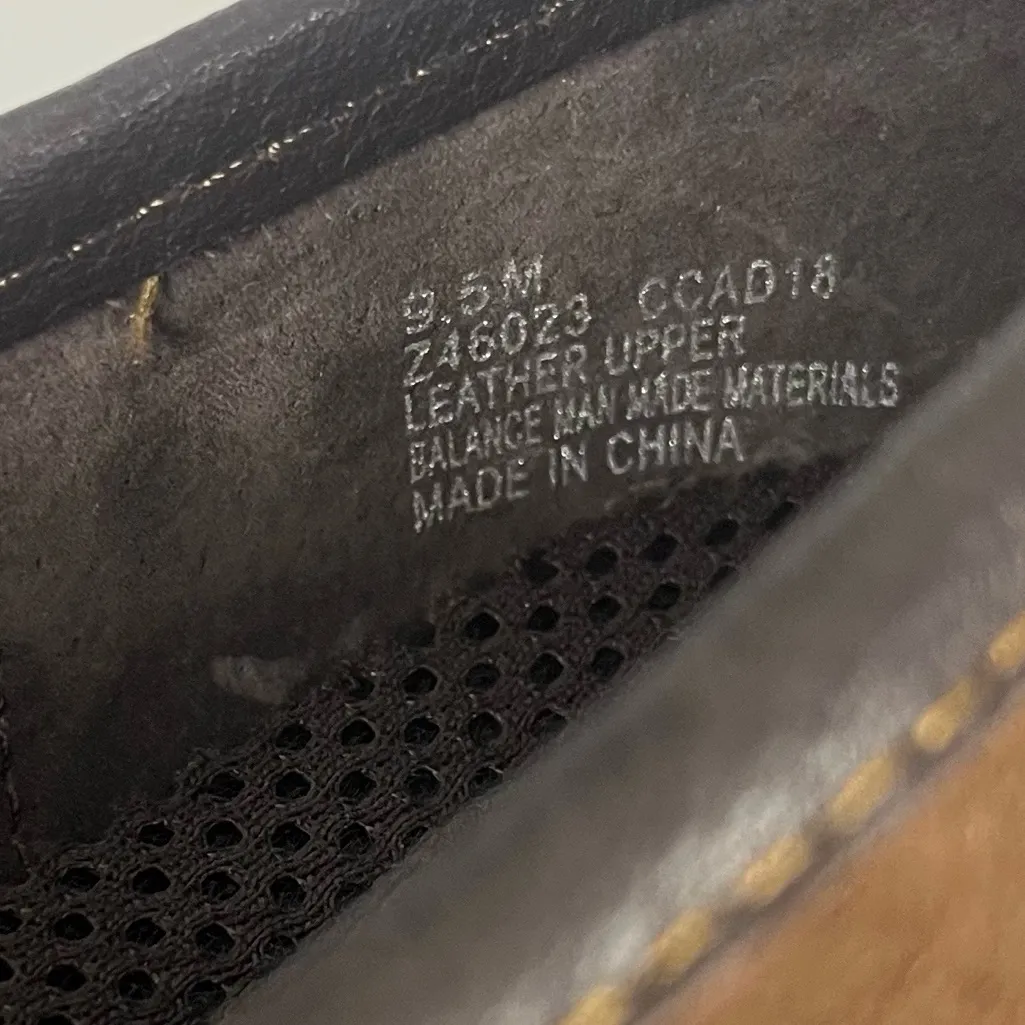 9.5M
Z46023 CCAD18
LEATHER UPPER
BALANCE MAN MADE MATERIALS
MADE IN CHINA